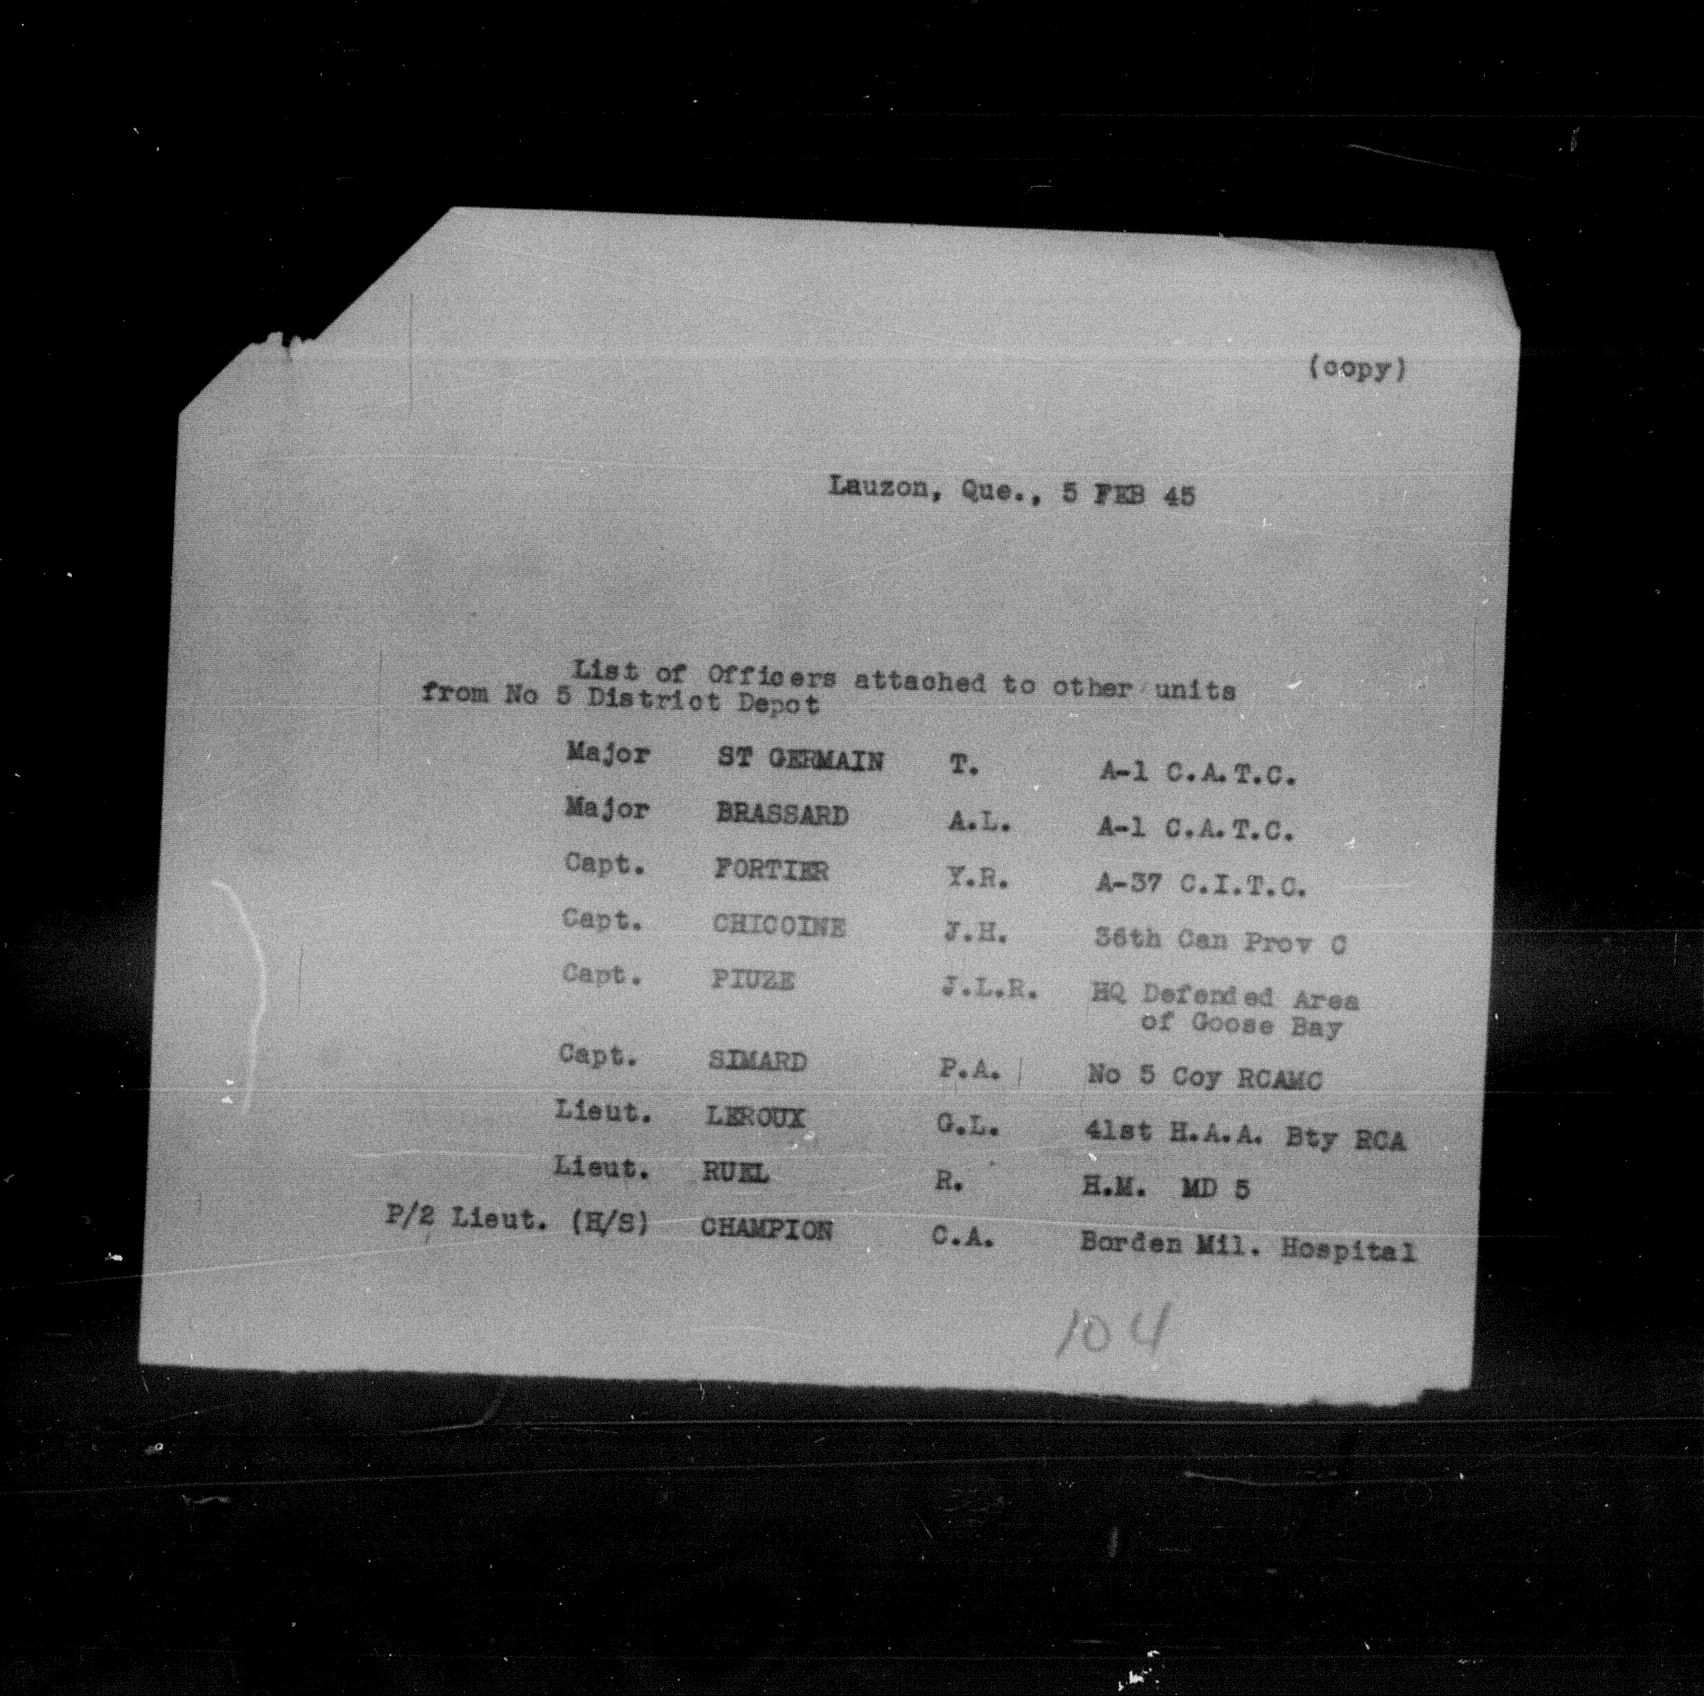 (copy)
Lauzon, Que., 5 FEB 45
List of Officers attached to other units
from No 5 District Depot
Major ST GERMAIN T. A-1 C.A.T.C.
Major BRASSARD A.L. A-1 C.A.T.C.
Capt. FORTIER Y.R. A-37 C.I.T.C.
Capt. CHICOINE J.H. 36th Can Prov C
Capt. PIUZE J.L.R. HQ Defended Area
of Goose Bay
Capt. SIMARD P.A. No 5 Coy RCAMC
Lieut. LEROUX G.L. 41st H.A.A. Bty RCA
Lieut. RUEL R. H.M. MD 5
P/2 Lieut. (H/S) CHAMPION C.A. Borden Mil. Hospital
104